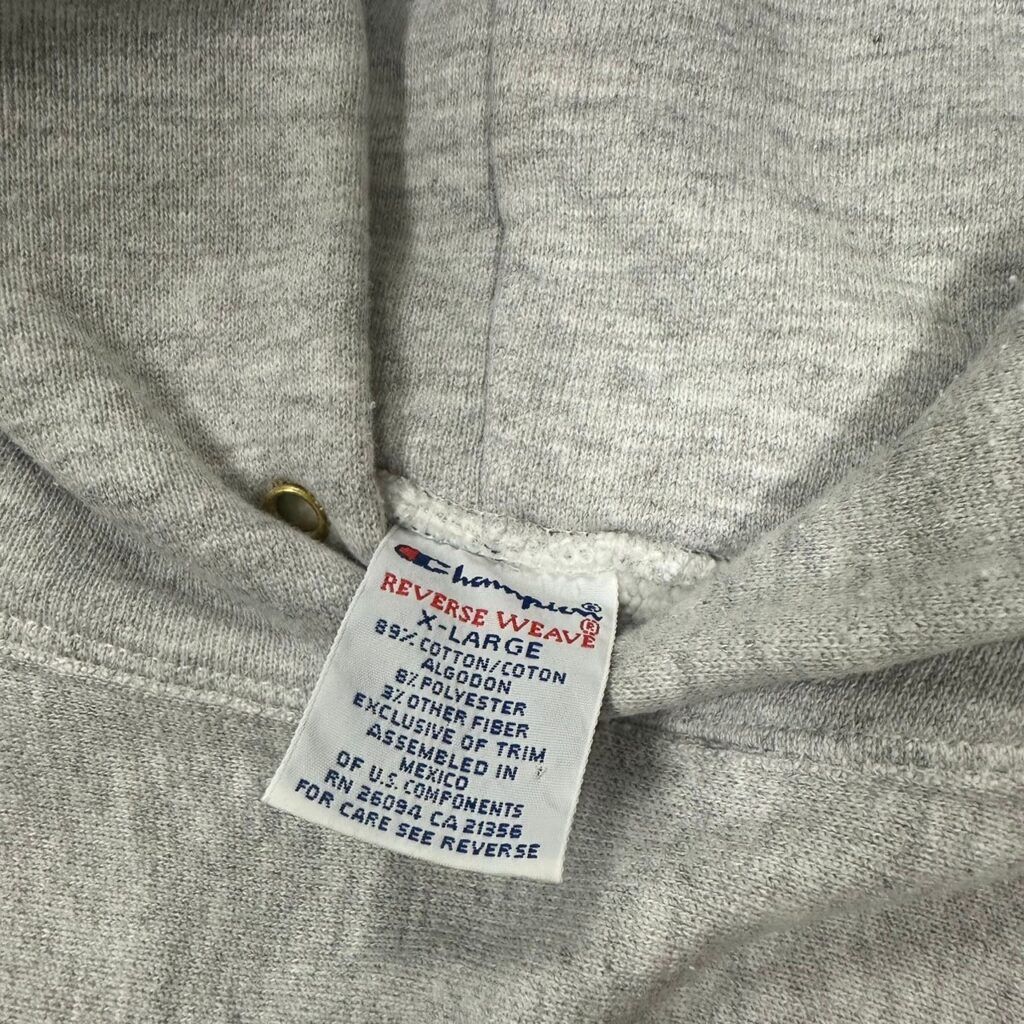 Champion®
REVERSE WEAVE®
X-LARGE
89% COTTON/COTON
ALGODON
8% POLYESTER
3% OTHER FIBER
EXCLUSIVE OF TRIM
ASSEMBLED IN
MEXICO
OF U.S. COMPONENTS
RN 26094 CA 21356
FOR CARE SEE REVERSE